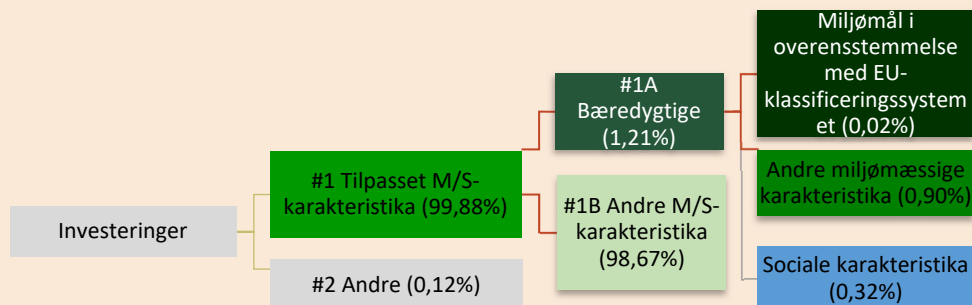 Investeringer
#1 Tilpasset M/S-
karakteristika (99,88%)
#2 Andre (0,12%)
#1A
Bæredygtige
(1,21%)
#1B Andre M/S-
karakteristika
(98,67%)
Miljømål i
overensstemmelse
med EU-
klassificeringssystem
et (0,02%)
Andre miljømæssige
karakteristika (0,90%)
Sociale karakteristika
(0,32%)